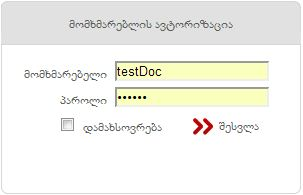 მომხმარებლის ავტორიზაცია
მომხმარებელი testDoc
პაროლი ••••••
დამახსოვრება შესვლა